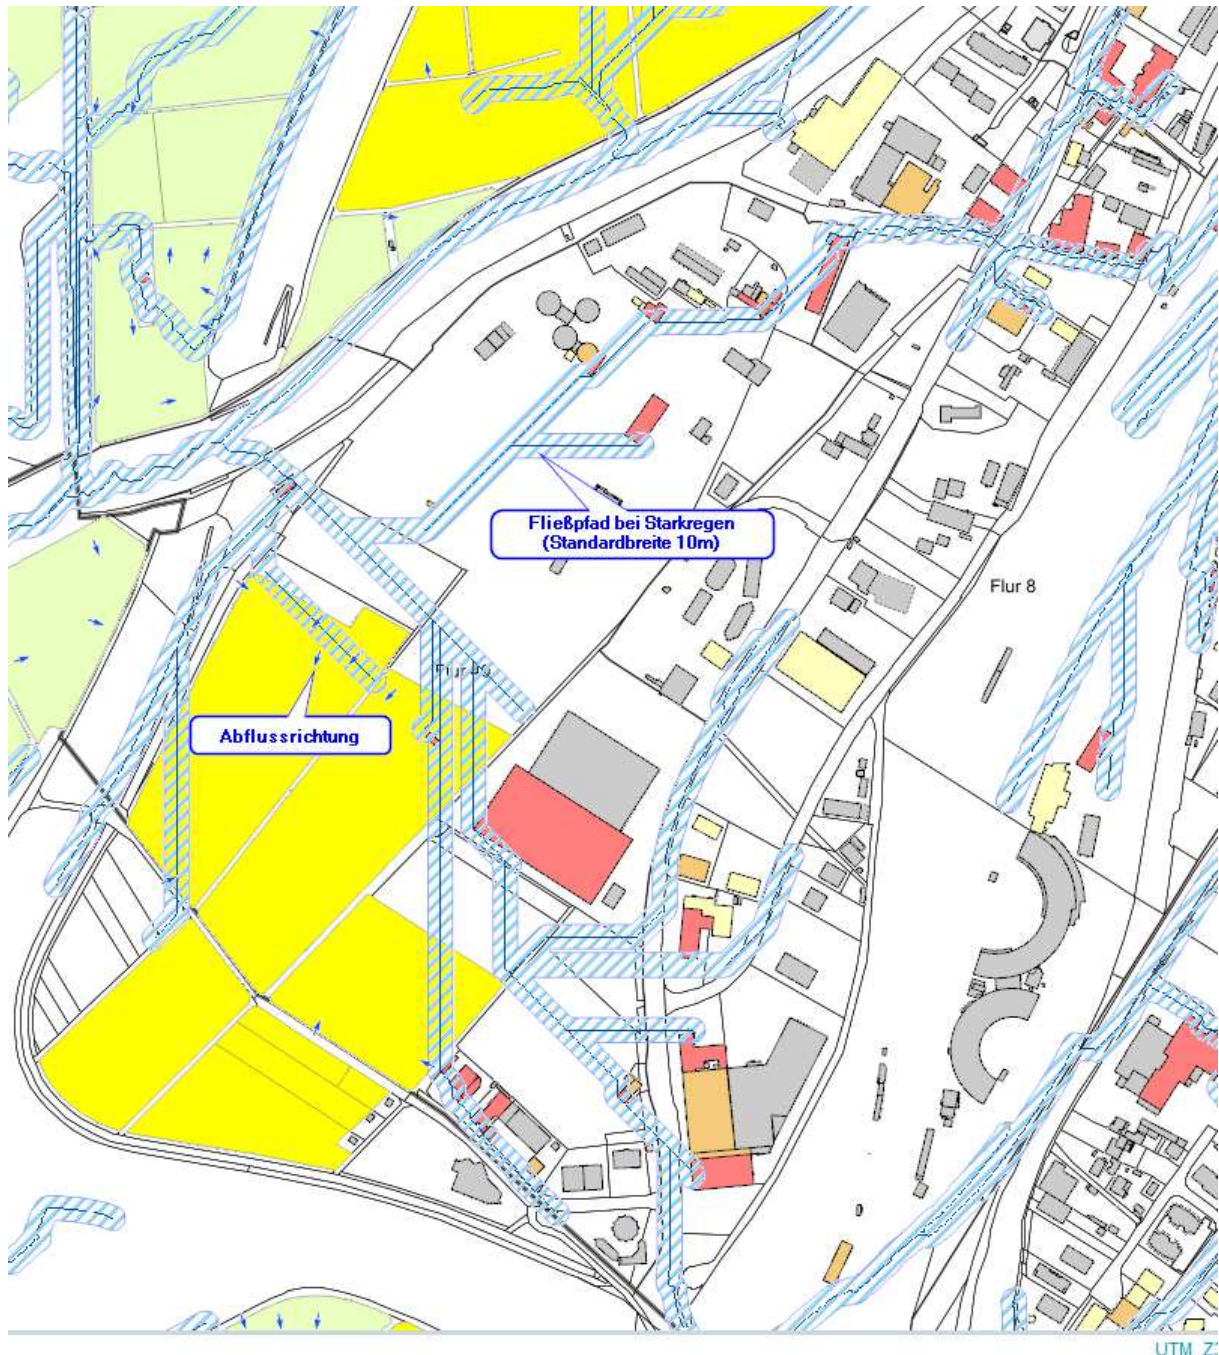 Fließpfad bei Starkregen
(Standardbreite 10m)
Flur 8
Abflussrichtung